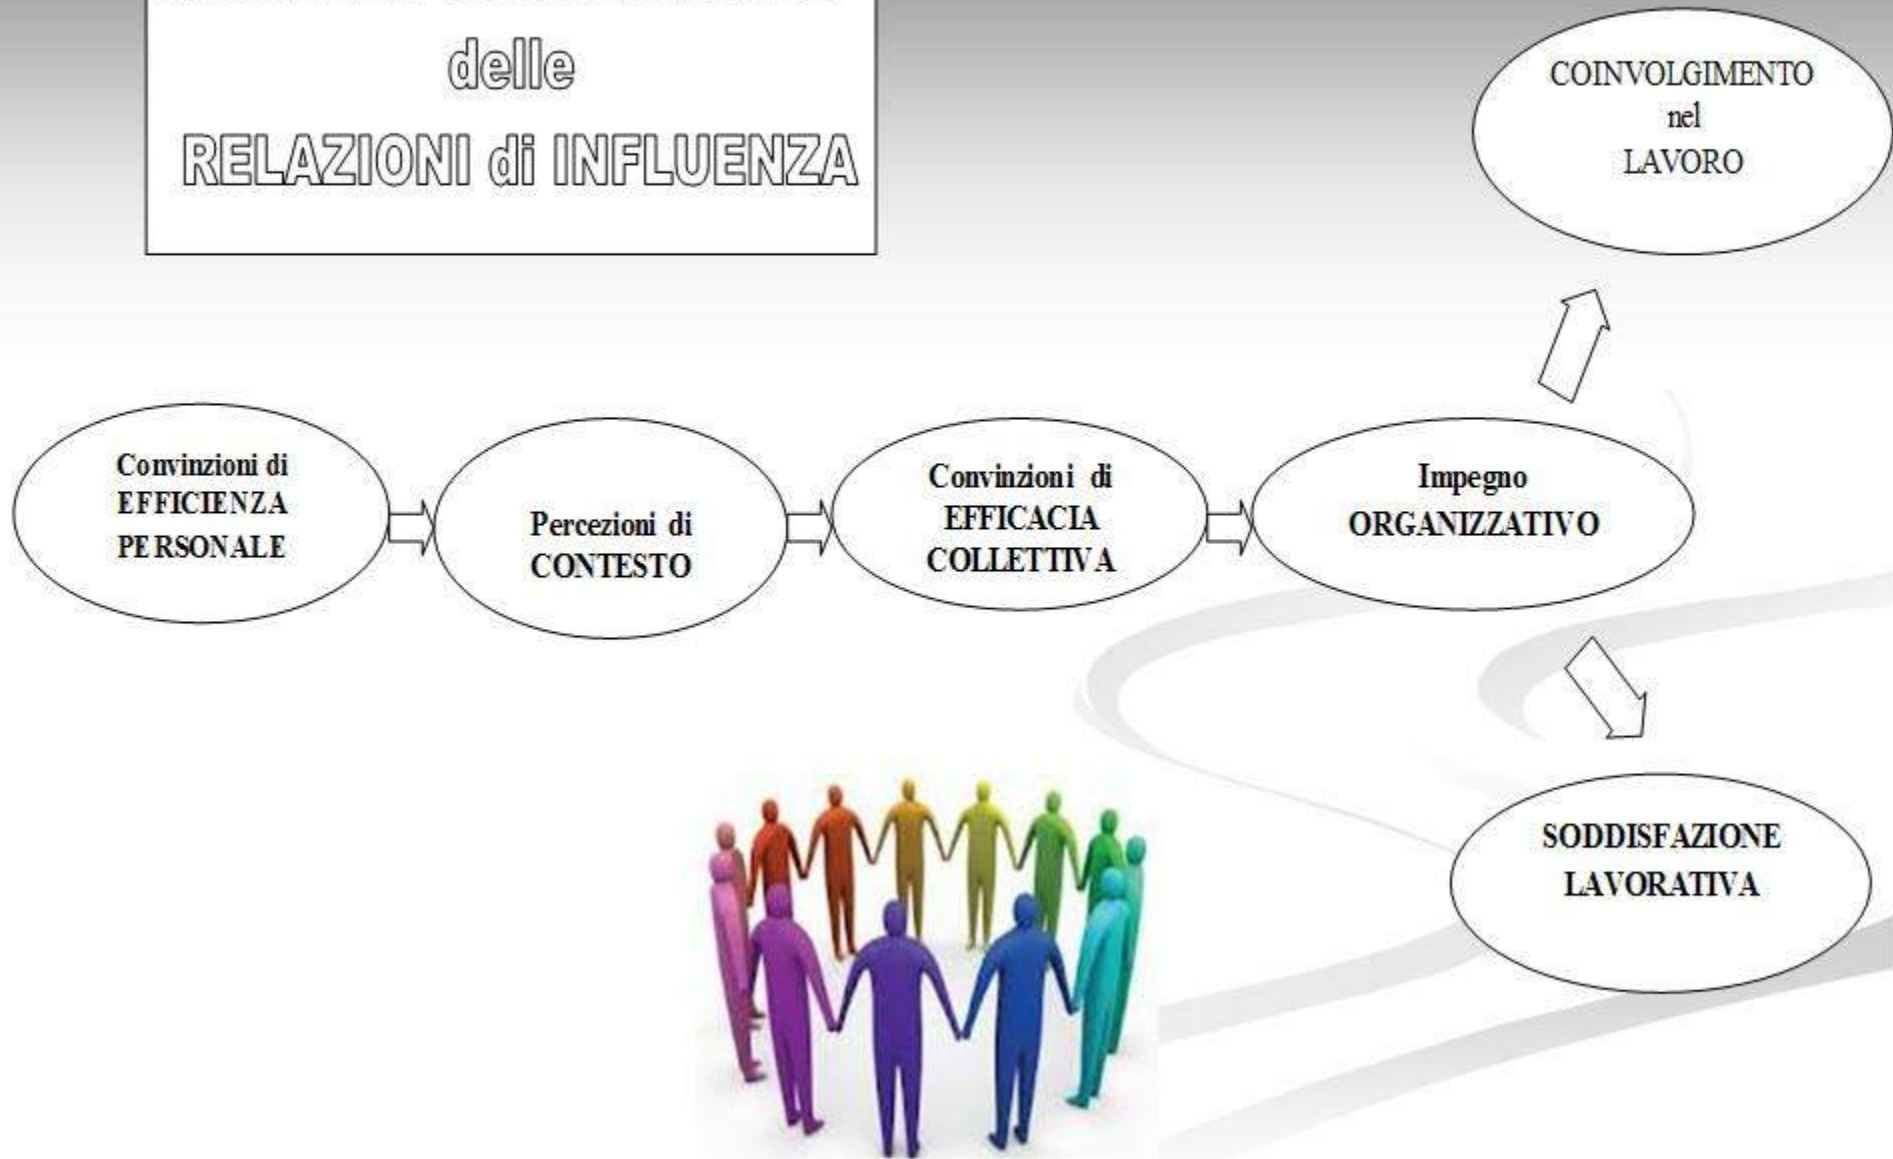 delle
RELAZIONI di INFLUENZA
COINVOLGIMENTO
nel
LAVORO
Convinzioni di
EFFICIENZA
PERSONALE
Percezioni di
CONTESTO
Convinzioni di
EFFICACIA
COLLETTIVA
Impegno
ORGANIZZATIVO
SODDISFAZIONE
LAVORATIVA